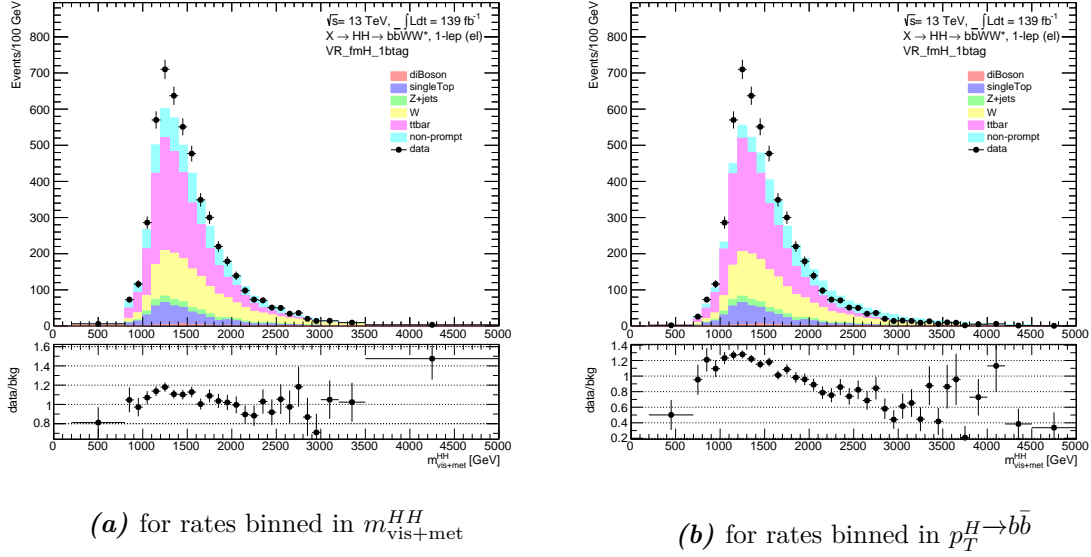 Events/100 GeV
800
700
600
500
400
300
200
100
0
√s= 13 TeV, ∫Ldt = 139 fb⁻¹
X → HH → bb̄WW*, 1-lep (el)
VR_fmH_1btag
diBoson
singleTop
Z+jets
W
ttbar
non-prompt
data
0 500 1000 1500 2000 2500 3000 3500 4000 4500 5000
data/bkg
1.6
1.4
1.2
1
0.8
0 500 1000 1500 2000 2500 3000 3500 4000 4500 5000
m^HH_vis+met [GeV]
(a) for rates binned in m^HH_vis+met
Events/100 GeV
800
700
600
500
400
300
200
100
0
√s= 13 TeV, ∫Ldt = 139 fb⁻¹
X → HH → bb̄WW*, 1-lep (el)
VR_fmH_1btag
diBoson
singleTop
Z+jets
W
ttbar
non-prompt
data
0 500 1000 1500 2000 2500 3000 3500 4000 4500 5000
data/bkg
1.4
1.2
1
0.8
0.6
0.4
0.2
0 500 1000 1500 2000 2500 3000 3500 4000 4500 5000
m^HH_vis+met [GeV]
(b) for rates binned in p_T^H→bb̄